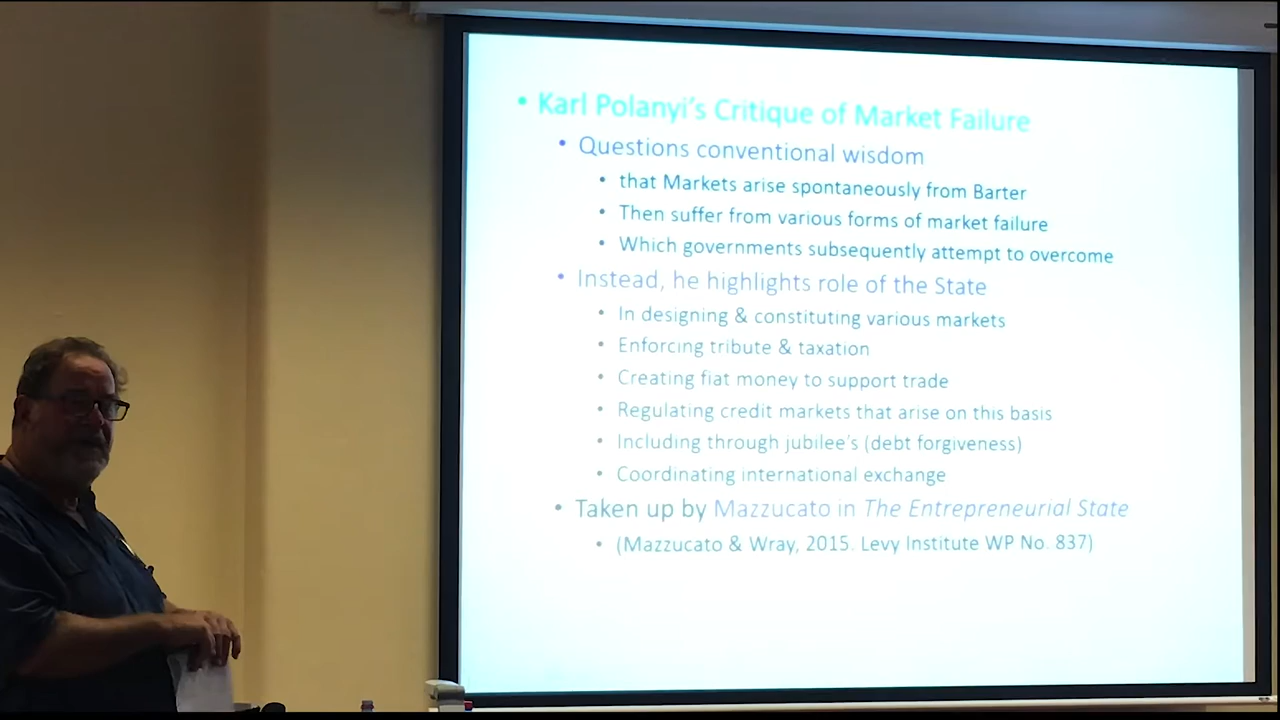 • Karl Polanyi's Critique of Market Failure
• Questions conventional wisdom
• that Markets arise spontaneously from Barter
• Then suffer from various forms of market failure
• Which governments subsequently attempt to overcome
• Instead, he highlights role of the State
• In designing & constituting various markets
• Enforcing tribute & taxation
• Creating fiat money to support trade
• Regulating credit markets that arise on this basis
• Including through jubilee's (debt forgiveness)
• Coordinating international exchange
• Taken up by Mazzucato in The Entrepreneurial State
• (Mazzucato & Wray, 2015. Levy Institute WP No. 837)